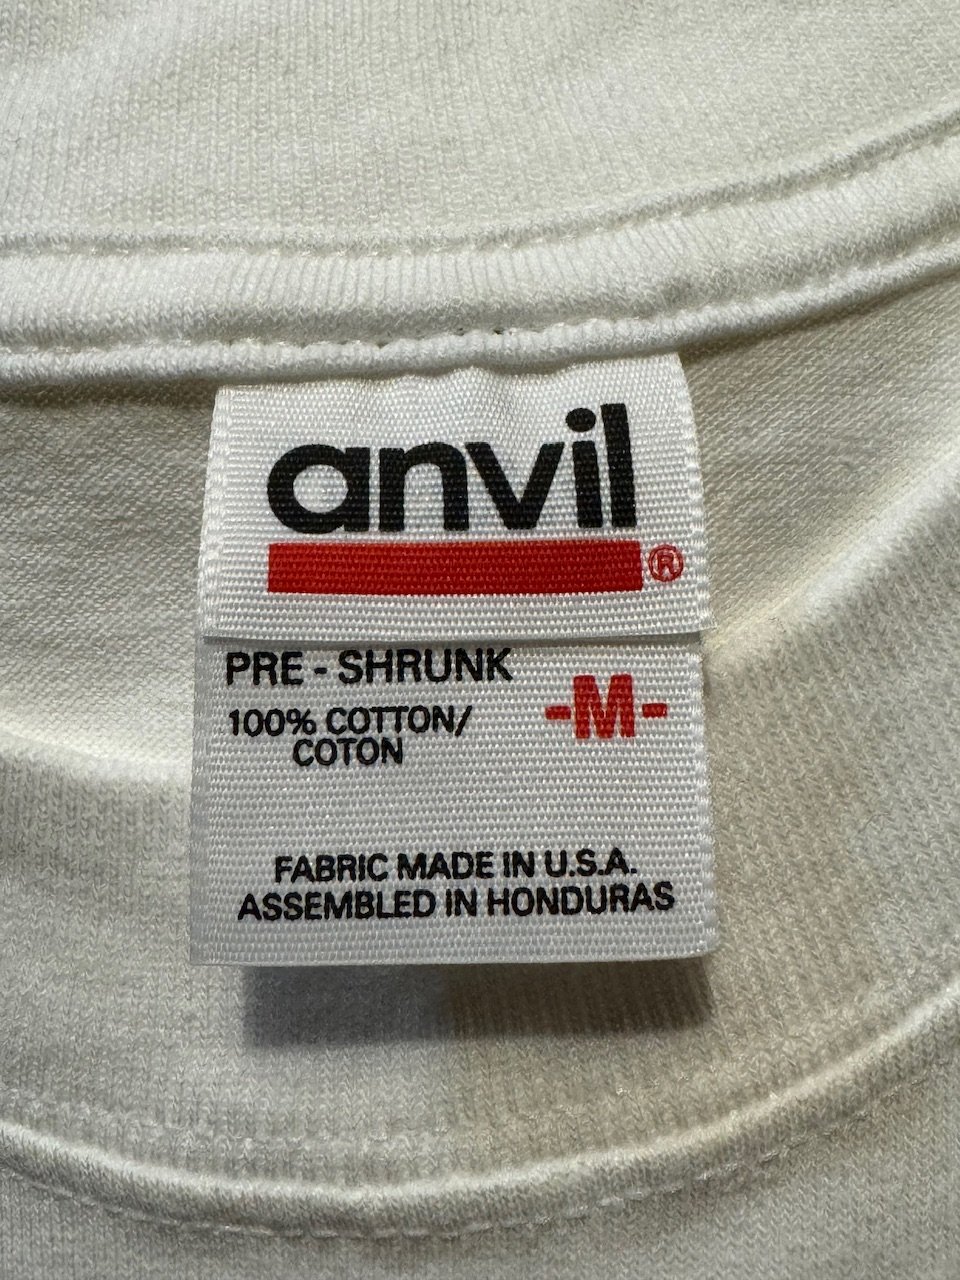 anvil
®
PRE - SHRUNK
-M-
100% COTTON/
COTON
FABRIC MADE IN U.S.A.
ASSEMBLED IN HONDURAS